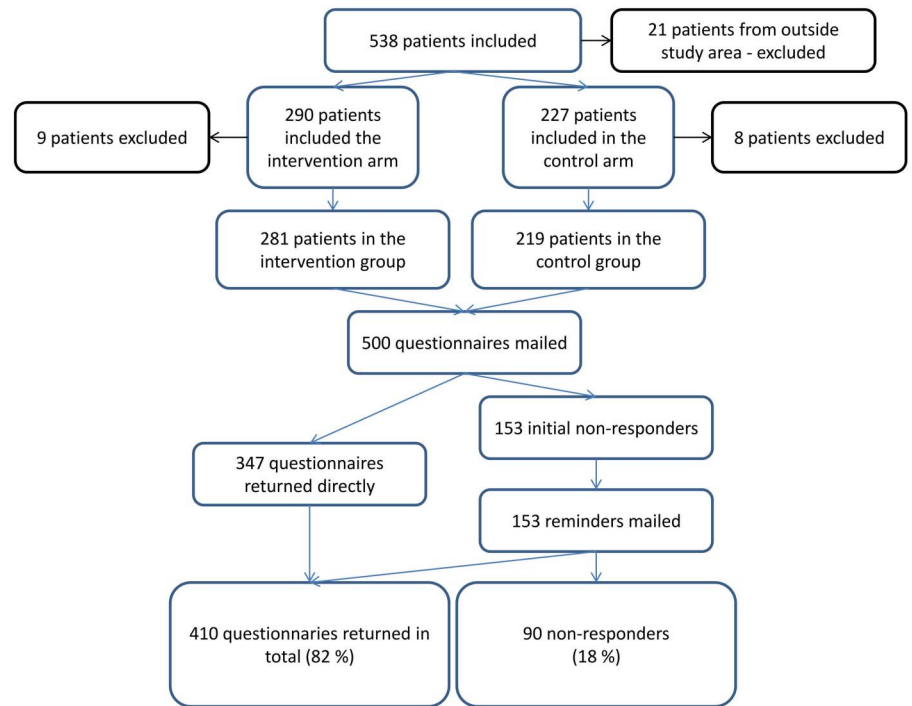 538 patients included
21 patients from outside
study area - excluded
9 patients excluded
290 patients
included the
intervention arm
227 patients
included in the
control arm
8 patients excluded
281 patients in the
intervention group
219 patients in the
control group
500 questionnaires mailed
347 questionnaires
returned directly
153 initial non-responders
153 reminders mailed
410 questionnaries returned in
total (82 %)
90 non-responders
(18 %)